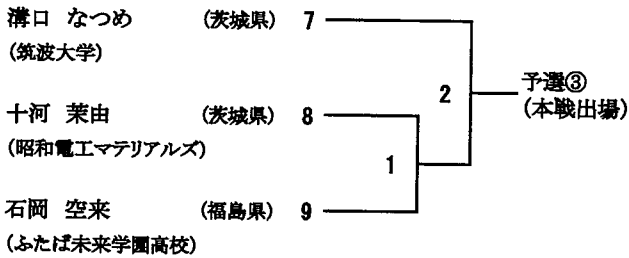 溝口 なつめ (茨城県) 7
(筑波大学)
2
予選③
(本戦出場)
十河 茉由 (茨城県) 8
(昭和電工マテリアルズ)
1
石岡 空来 (福島県) 9
(ふたば未来学園高校)